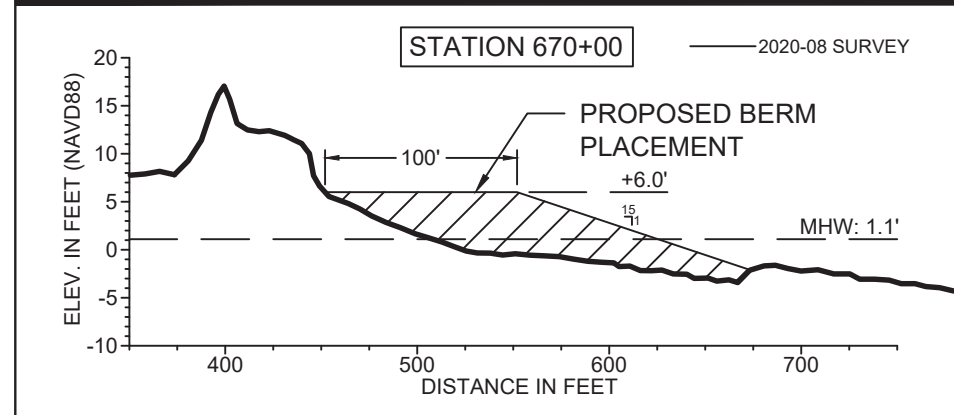 STATION 670+00
2020-08 SURVEY
PROPOSED BERM
PLACEMENT
100'
+6.0'
15
1
MHW: 1.1'
ELEV. IN FEET (NAVD88)
20
15
10
5
0
-5
-10
400
500
600
700
DISTANCE IN FEET